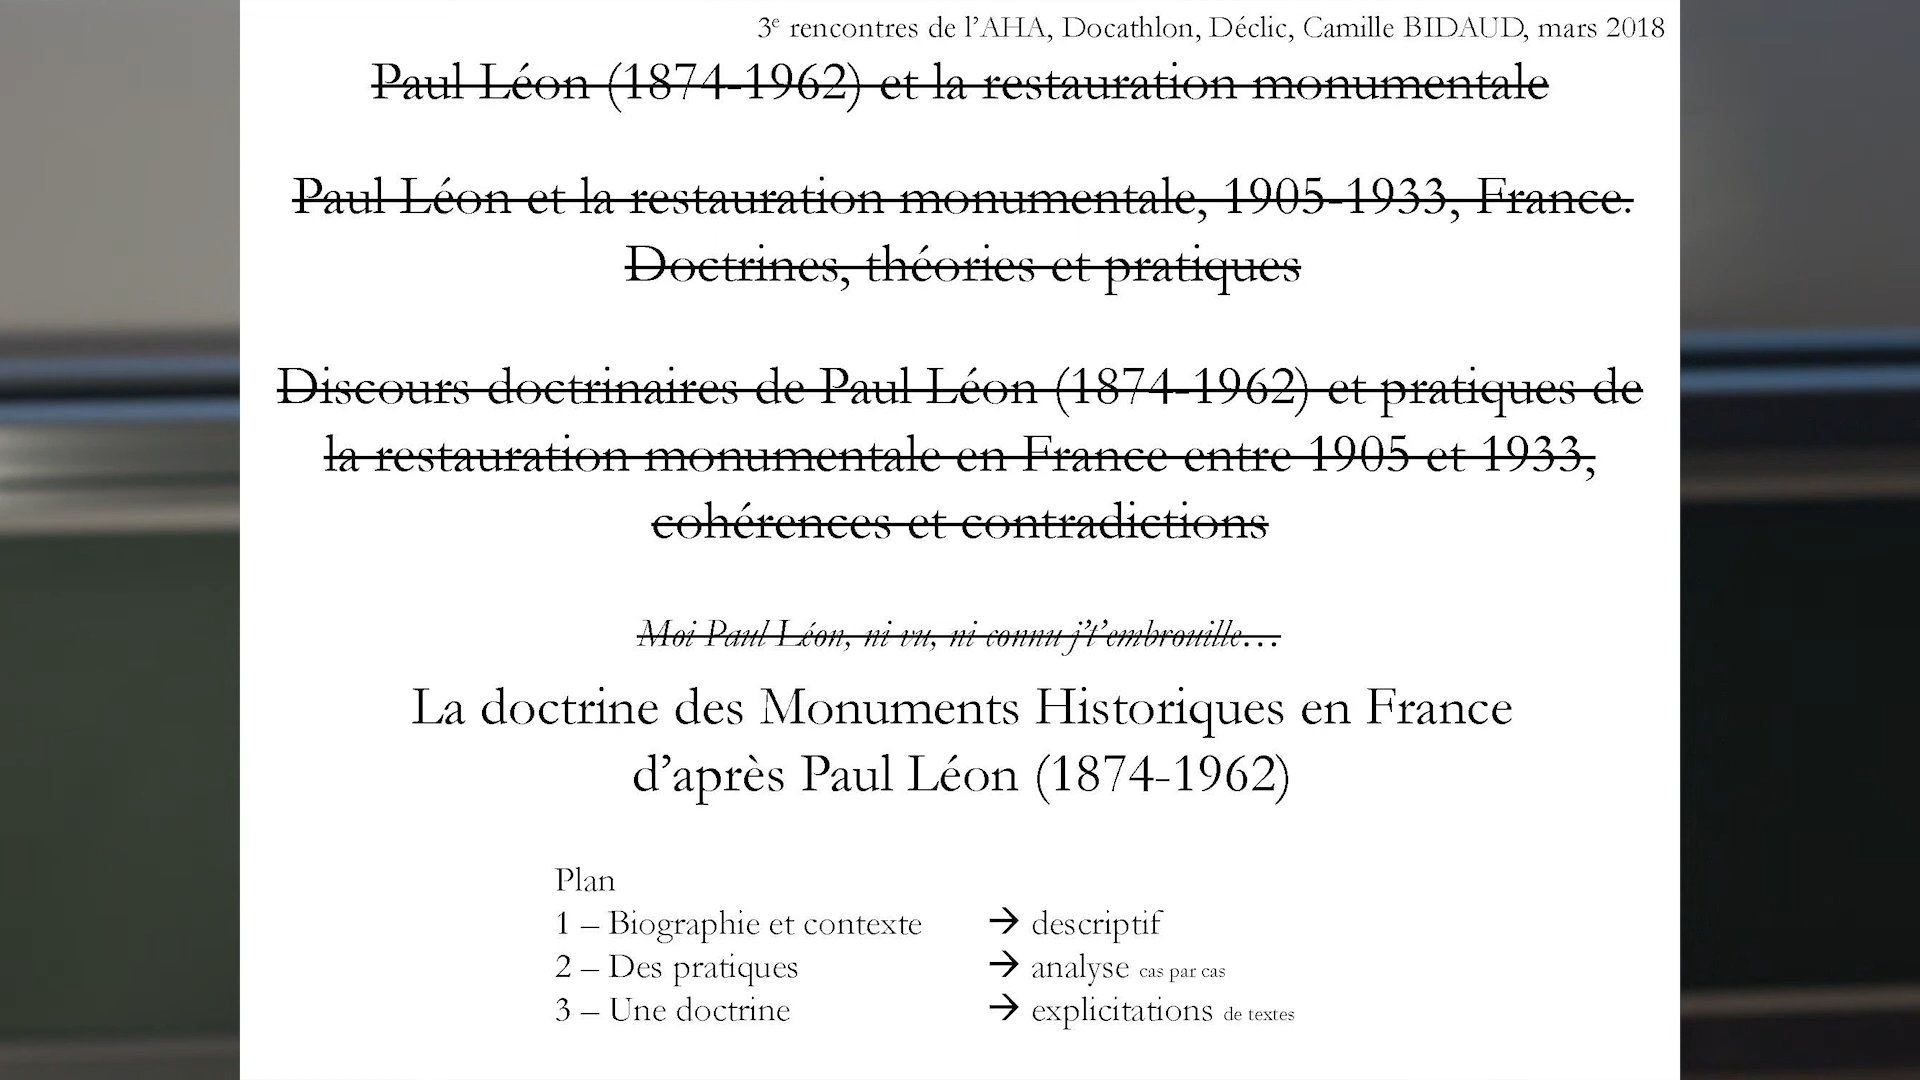 3e rencontres de l'AHA, Docathlon, Déclic, Camille BIDAUD, mars 2018
Paul Léon (1874-1962) et la restauration monumentale
Paul Léon et la restauration monumentale, 1905-1933, France.
Doctrines, théories et pratiques
Discours doctrinaires de Paul Léon (1874-1962) et pratiques de
la restauration monumentale en France entre 1905 et 1933,
cohérences et contradictions
Moi Paul Léon, ni vu, ni connu j't'embrouille…
La doctrine des Monuments Historiques en France
d'après Paul Léon (1874-1962)
Plan
1 – Biographie et contexte → descriptif
2 – Des pratiques → analyse cas par cas
3 – Une doctrine → explicitations de textes